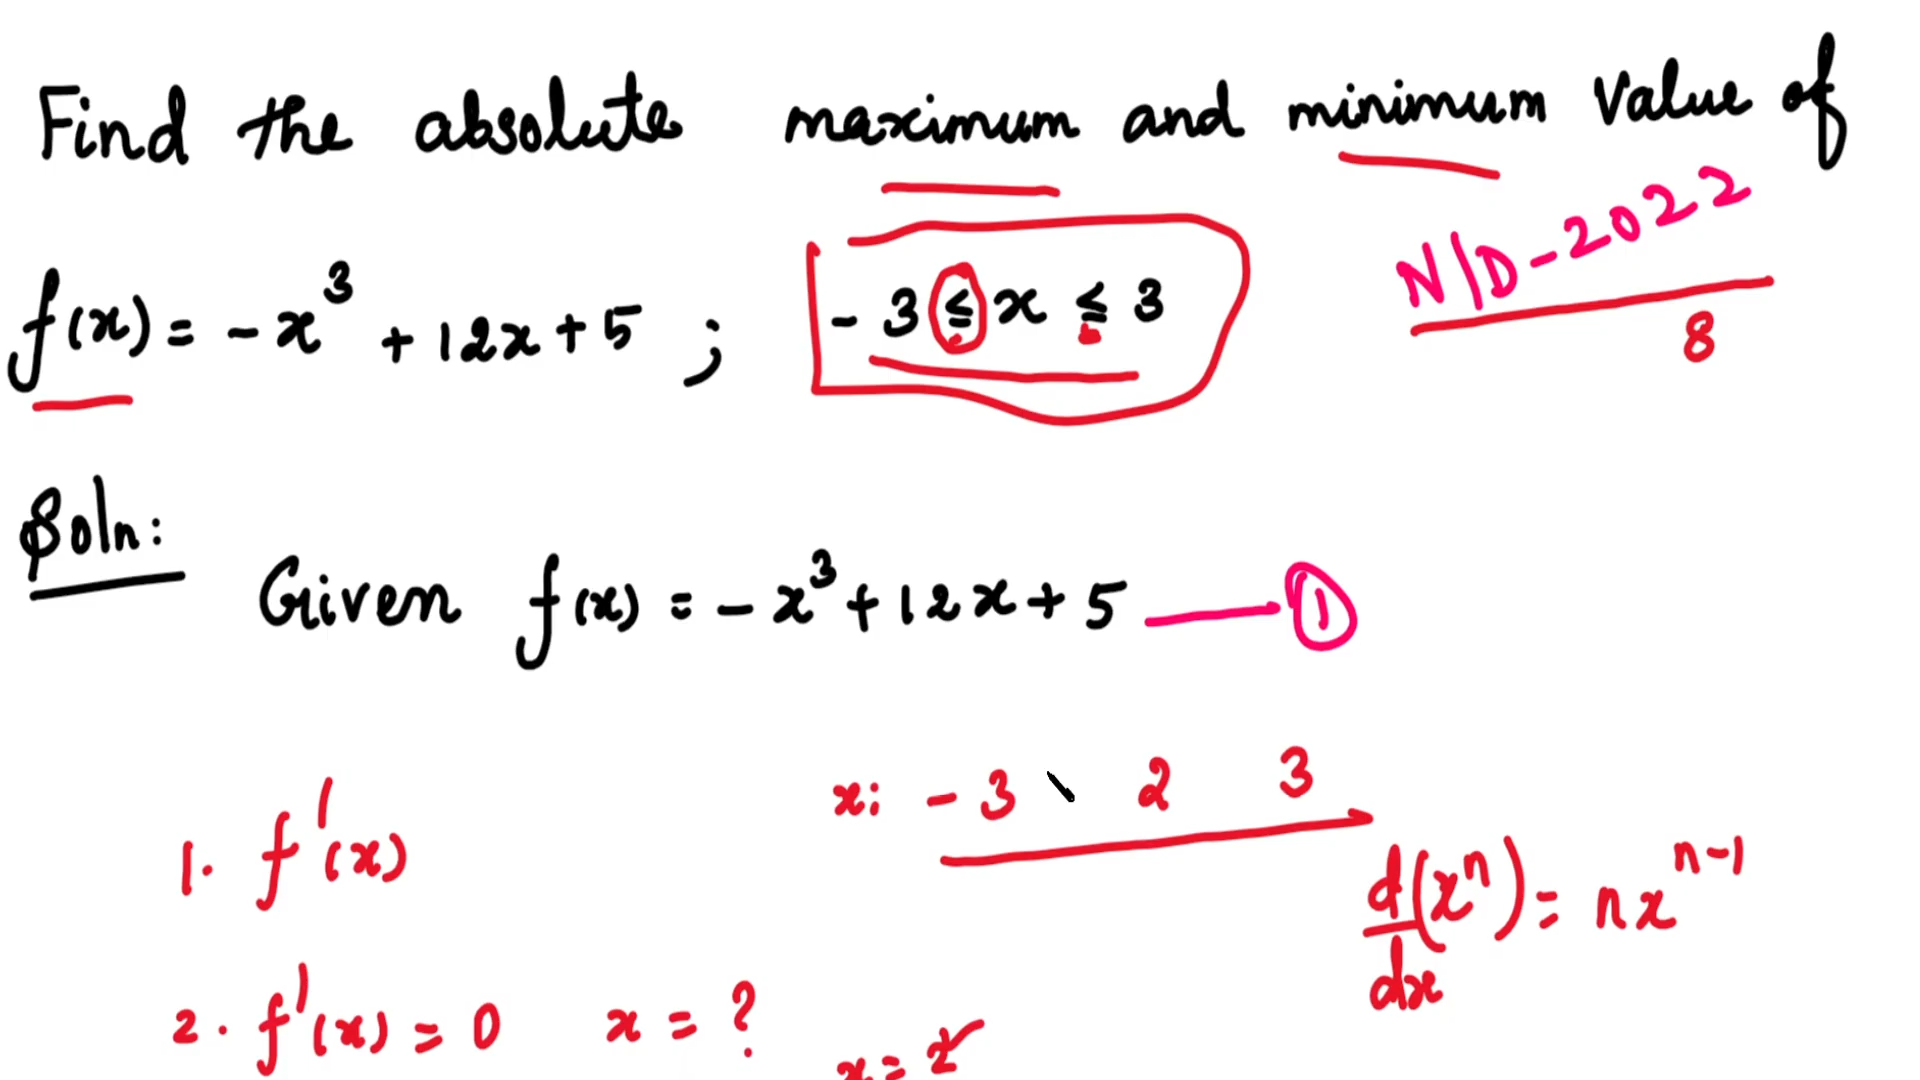 Find the absolute maximum and minimum value of
f(x) = -x³ + 12x + 5 ; -3 ≤ x ≤ 3
N/D-2022
8
Soln:
Given f(x) = -x³ + 12x + 5 —— ①
x: -3 2 3
1. f'(x)
d/dx (xⁿ) = nxⁿ⁻¹
2. f'(x) = 0 x = ?
x = 2